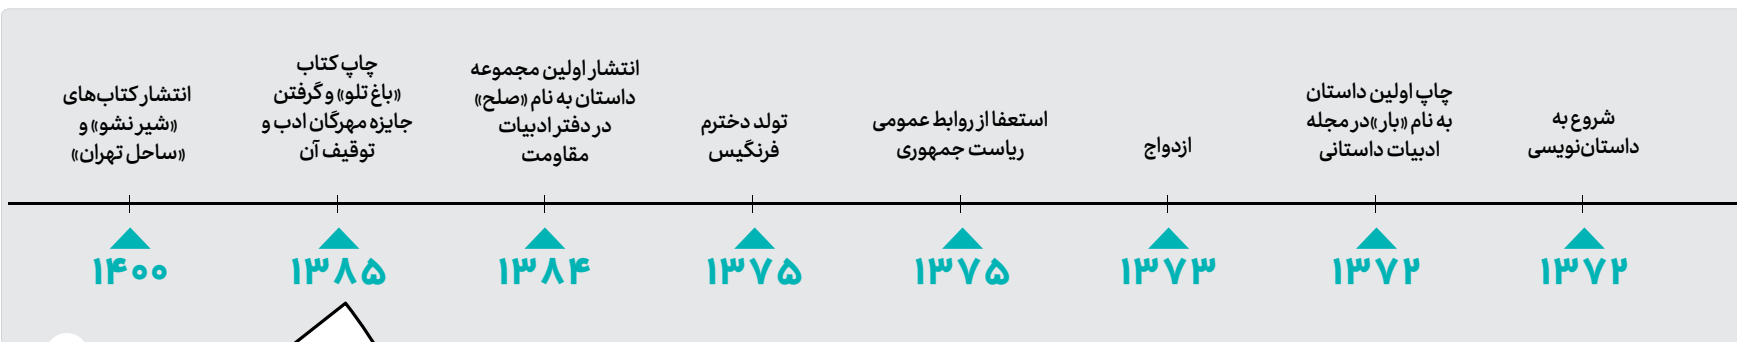 شروع به
داستان‌نویسی
۱۳۷۲
چاپ اولین داستان
به نام «بار» در مجله
ادبیات داستانی
۱۳۷۲
ازدواج
۱۳۷۳
استعفا از روابط عمومی
ریاست جمهوری
۱۳۷۵
تولد دخترم
فرنگیس
۱۳۷۵
انتشار اولین مجموعه
داستان به نام «صلح»
در دفتر ادبیات
مقاومت
۱۳۸۴
چاپ کتاب
«باغ تلو» و گرفتن
جایزه مهرگان ادب و
توقیف آن
۱۳۸۵
انتشار کتاب‌های
«شیر نشو» و
«ساحل تهران»
۱۴۰۰